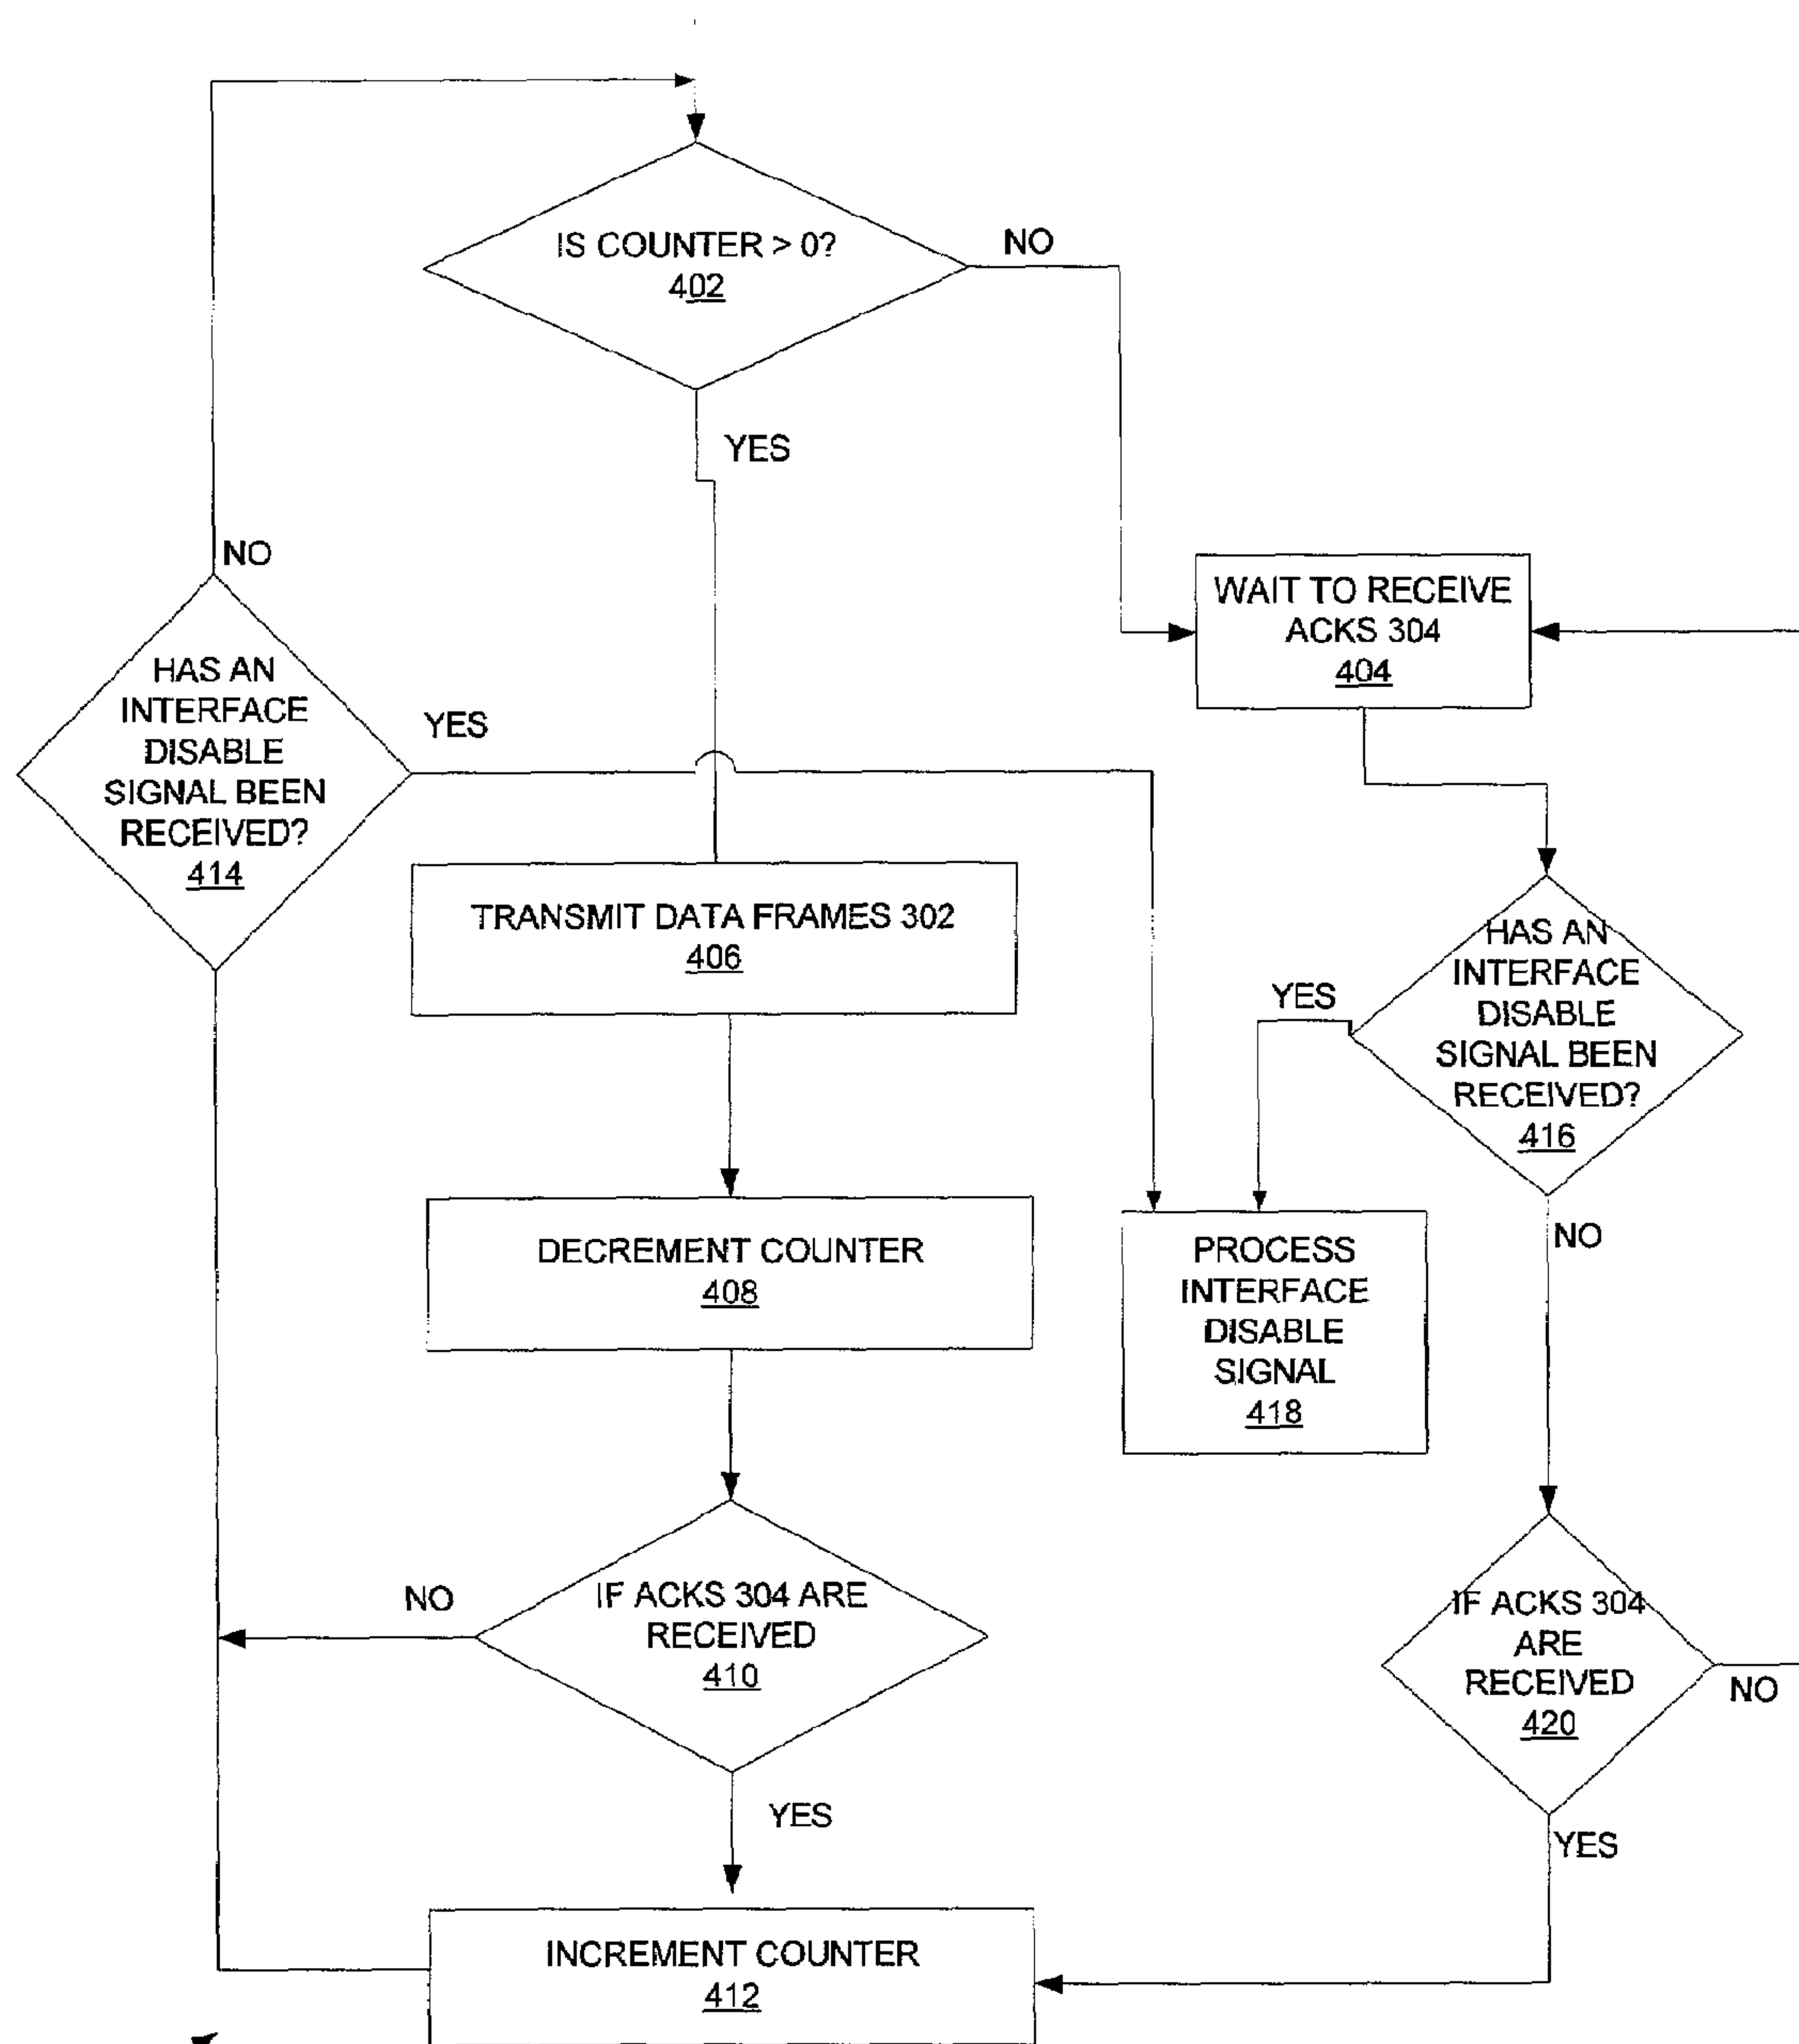 IS COUNTER > 0?
402
NO
YES
NO
WAIT TO RECEIVE
ACKS 304
404
HAS AN
INTERFACE
DISABLE
SIGNAL BEEN
RECEIVED?
414
YES
TRANSMIT DATA FRAMES 302
406
HAS AN
INTERFACE
DISABLE
SIGNAL BEEN
RECEIVED?
416
YES
NO
DECREMENT COUNTER
408
PROCESS
INTERFACE
DISABLE
SIGNAL
418
IF ACKS 304 ARE
RECEIVED
410
NO
YES
IF ACKS 304
ARE
RECEIVED
420
NO
YES
INCREMENT COUNTER
412